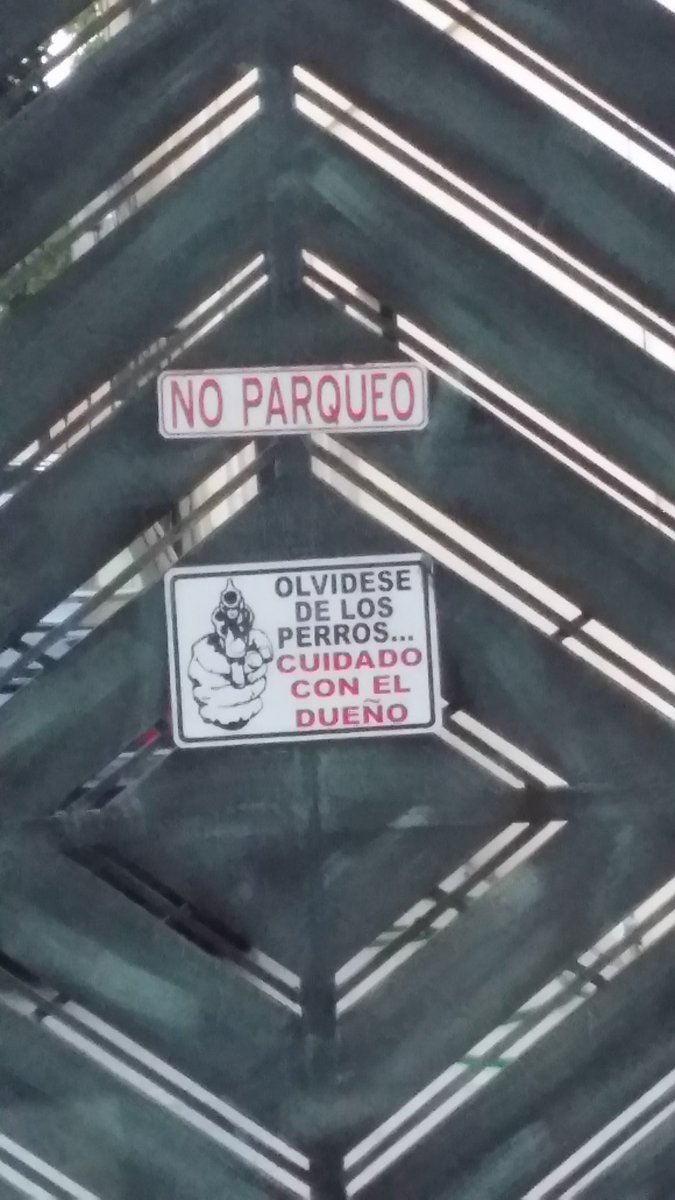 NO PARQUEO
OLVIDESE
DE LOS
PERROS...
CUIDADO
CON EL
DUEÑO